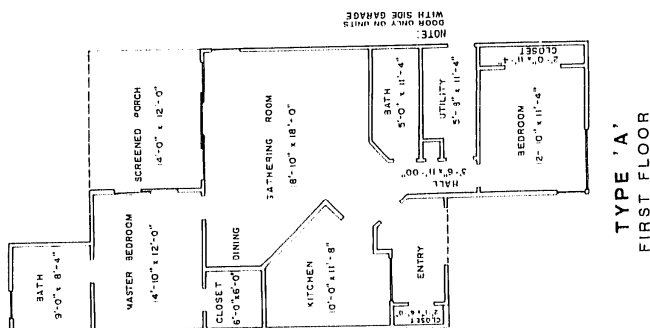 NOTE:
DOOR ONLY ON UNITS
WITH SIDE GARAGE
SCREENED PORCH
14'-0" x 12'-0"
GATHERING ROOM
18'-10" x 18'-0"
BATH
5'-0" x 11'-4"
UTILITY
5'-8" x 11'-4"
CLOSET
2'-0" x 11'-4"
BEDROOM
12'-10" x 11'-4"
HALL
3'-6" x 11'-00"
BATH
9'-0" x 8'-4"
MASTER BEDROOM
14'-10" x 12'-0"
DINING
CLOSET
6'-0"x6'-0"
KITCHEN
10'-0" x 11'-8"
ENTRY
CLOSET
TYPE 'A'
FIRST FLOOR